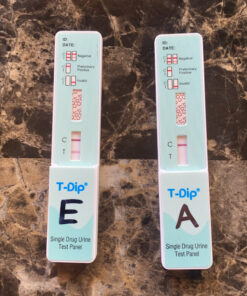 ID:
DATE:
Negative
Preliminary
Positive
Invalid
C
T
T-Dip®
E
Single Drug Urine
Test Panel
ID:
DATE:
Negative
Preliminary
Positive
Invalid
C
T
T-Dip®
A
Single Drug Urine
Test Panel